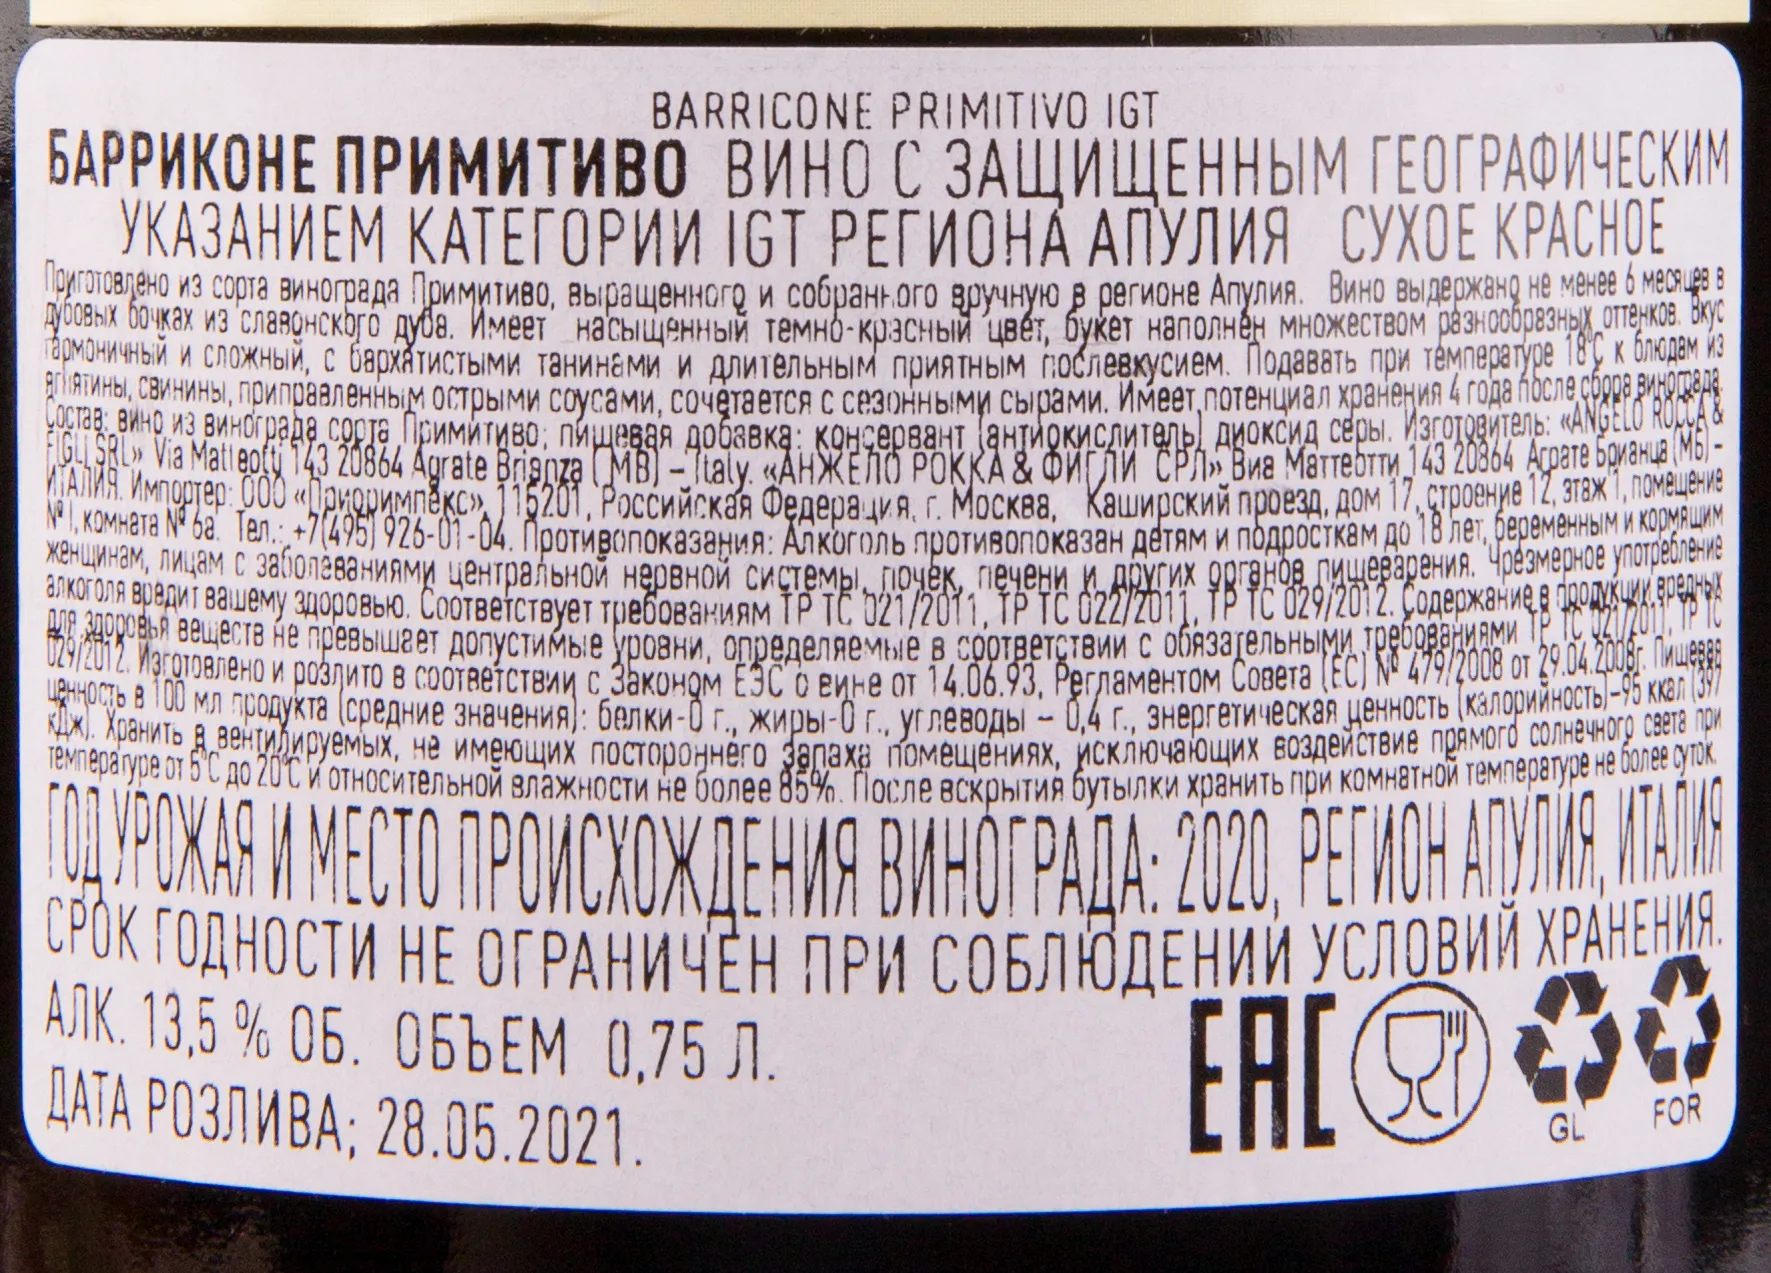 BARRICONE PRIMITIVO IGT
БАРРИКОНЕ ПРИМИТИВО ВИНО С ЗАЩИЩЕННЫМ ГЕОГРАФИЧЕСКИМ
УКАЗАНИЕМ КАТЕГОРИИ IGT РЕГИОНА АПУЛИЯ СУХОЕ КРАСНОЕ
Приготовлено из сорта винограда Примитиво, выращенного и собранного вручную в регионе Апулия. Вино выдержано не менее 6 месяцев в
дубовых бочках из славонского дуба. Имеет насыщенный темно-красный цвет, букет наполнен множеством разнообразных оттенков. Вкус
гармоничный и сложный, с бархатистыми танинами и длительным приятным послевкусием. Подавать при температуре 18°С к блюдам из
ягнятины, свинины, приправленным острыми соусами, сочетается с сезонными сырами. Имеет потенциал хранения 4 года после сбора винограда.
Состав: вино из винограда сорта Примитиво; пищевая добавка: консервант (антиокислитель) диоксид серы. Изготовитель: «ANGELO ROCCA &
FIGLI SRL» Via Matteotti 143 20864 Agrate Brianza (MB) – Italy. «АНЖЕЛО РОККА & ФИГЛИ СРЛ» Виа Маттеотти 143 20864 Аграте Брианца (МБ) –
ИТАЛИЯ. Импортер: ООО «Приоримпекс», 115201, Российская Федерация, г. Москва, Каширский проезд, дом 17, строение 12, этаж 1, помещение
№ I, комната № 6а. Тел.: +7(495) 926-01-04. Противопоказания: Алкоголь противопоказан детям и подросткам до 18 лет, беременным и кормящим
женщинам, лицам с заболеваниями центральной нервной системы, почек, печени и других органов пищеварения. Чрезмерное употребление
алкоголя вредит вашему здоровью. Соответствует требованиям ТР ТС 021/2011, ТР ТС 022/2011, ТР ТС 029/2012. Содержание в продукции вредных
для здоровья веществ не превышает допустимые уровни, определяемые в соответствии с обязательными требованиями ТР ТС 021/2011, ТР ТС
029/2012. Изготовлено и розлито в соответствии с Законом ЕЭС о вине от 14.06.93, Регламентом Совета (ЕС) № 479/2008 от 29.04.2008г. Пищевая
ценность в 100 мл продукта (средние значения): белки-0 г., жиры-0 г., углеводы – 0,4 г., энергетическая ценность (калорийность)-95 ккал (397
кДж). Хранить в вентилируемых, не имеющих постороннего запаха помещениях, исключающих воздействие прямого солнечного света при
температуре от 5°С до 20°С и относительной влажности не более 85%. После вскрытия бутылки хранить при комнатной температуре не более суток.
ГОД УРОЖАЯ И МЕСТО ПРОИСХОЖДЕНИЯ ВИНОГРАДА: 2020, РЕГИОН АПУЛИЯ, ИТАЛИЯ
СРОК ГОДНОСТИ НЕ ОГРАНИЧЕН ПРИ СОБЛЮДЕНИИ УСЛОВИЙ ХРАНЕНИЯ.
АЛК. 13,5 % ОБ. ОБЪЕМ 0,75 Л.
ДАТА РОЗЛИВА; 28.05.2021.
EAC
GL
FOR